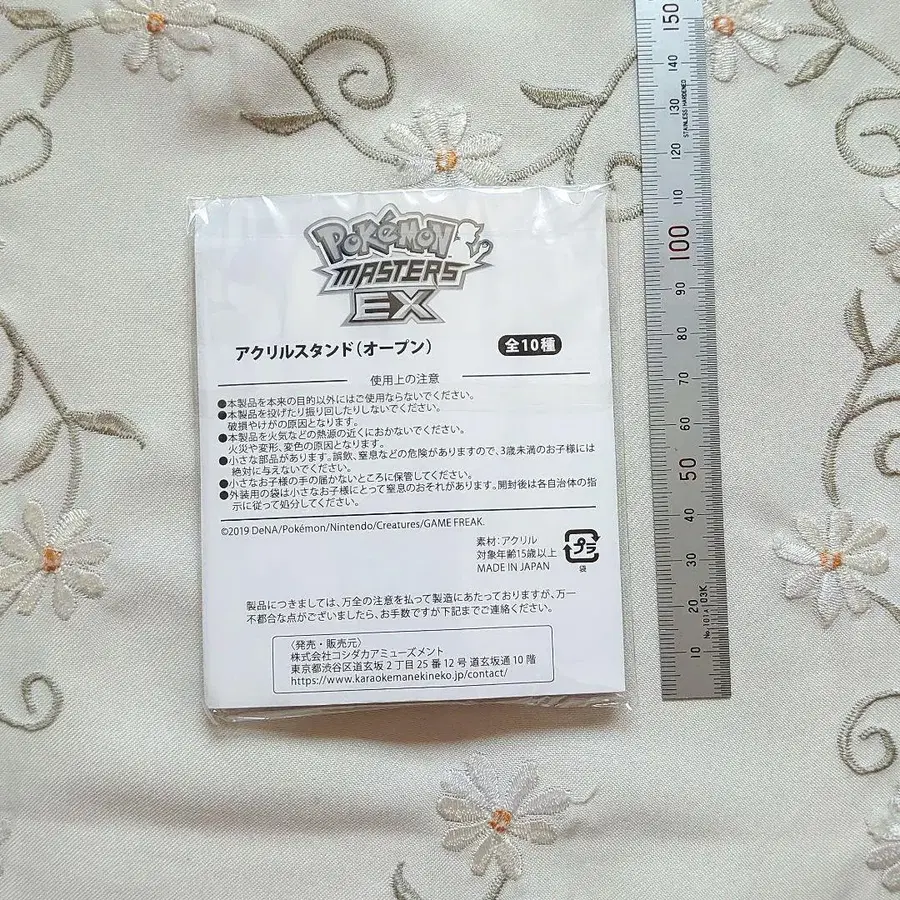 POKÉMON
MASTERS
EX
アクリルスタンド（オープン）
全10種
使用上の注意
●本製品を本来の目的以外にはご使用ならないでください。
●本製品を投げたり振り回したりしないでください。
破損やけがの原因となります。
●本製品を火気などの熱源の近くにおかないでください。
火災や変形、変色の原因となります。
●小さな部品があります。誤飲、窒息などの危険がありますので、3歳未満のお子様には
絶対に与えないでください。
●小さなお子様の手の届かないところに保管してください。
●外装用の袋は小さなお子様にとって窒息のおそれがあります。開封後は各自治体の指
示に従って処分してください。
©2019 DeNA/Pokémon/Nintendo/Creatures/GAME FREAK.
素材：アクリル
対象年齢15歳以上
MADE IN JAPAN
プラ
袋
製品につきましては、万全の注意を払って製造にあたっておりますが、万一
不都合な点がございましたら、お手数ですが下記までご連絡ください。
〈発売・販売元〉
株式会社コシダカアミューズメント
東京都渋谷区道玄坂2丁目25番12号 道玄坂通10階
https://www.karaokemanekineko.jp/contact/
150
140
130
120
110
100
90
80
70
60
50
40
30
20
10
STAINLESS HARDENED
No.101A 103K